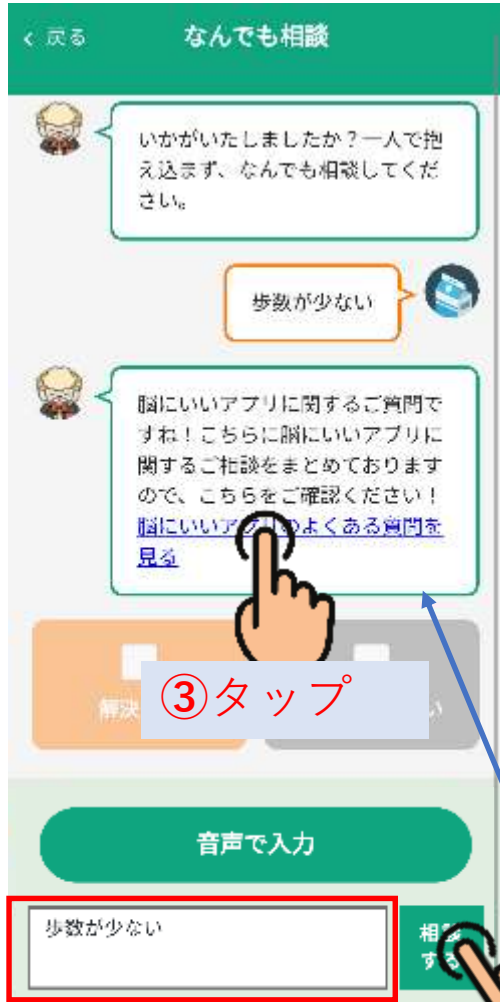 < 戻る なんでも相談
いかがいたしましたか？一人で抱
え込まず、なんでも相談してくだ
さい。
歩数が少ない
脳にいいアプリに関するご質問で
すね！こちらに脳にいいアプリに
関するご相談をまとめております
ので、こちらをご確認ください！
脳にいいアプリのよくある質問を
見る
解決
い
③タップ
音声で入力
歩数が少ない
相談
する